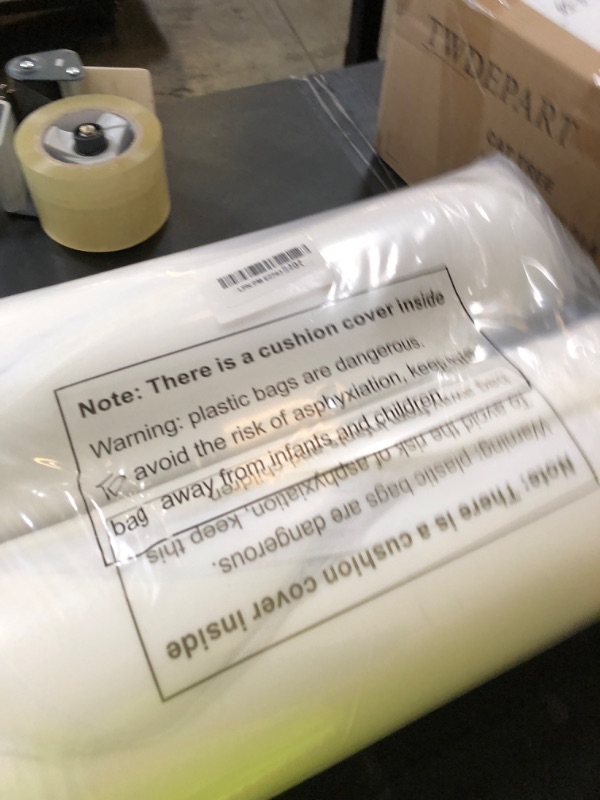 TWDEPART
Note: There is a cushion cover inside
Warning: plastic bags are dangerous.
avoid the risk of asphyxiation, keep
bag away from infants and children.
Note: There is a cushion cover inside
Warning: plastic bags are dangerous.
To avoid the risk of asphyxiation, keep this